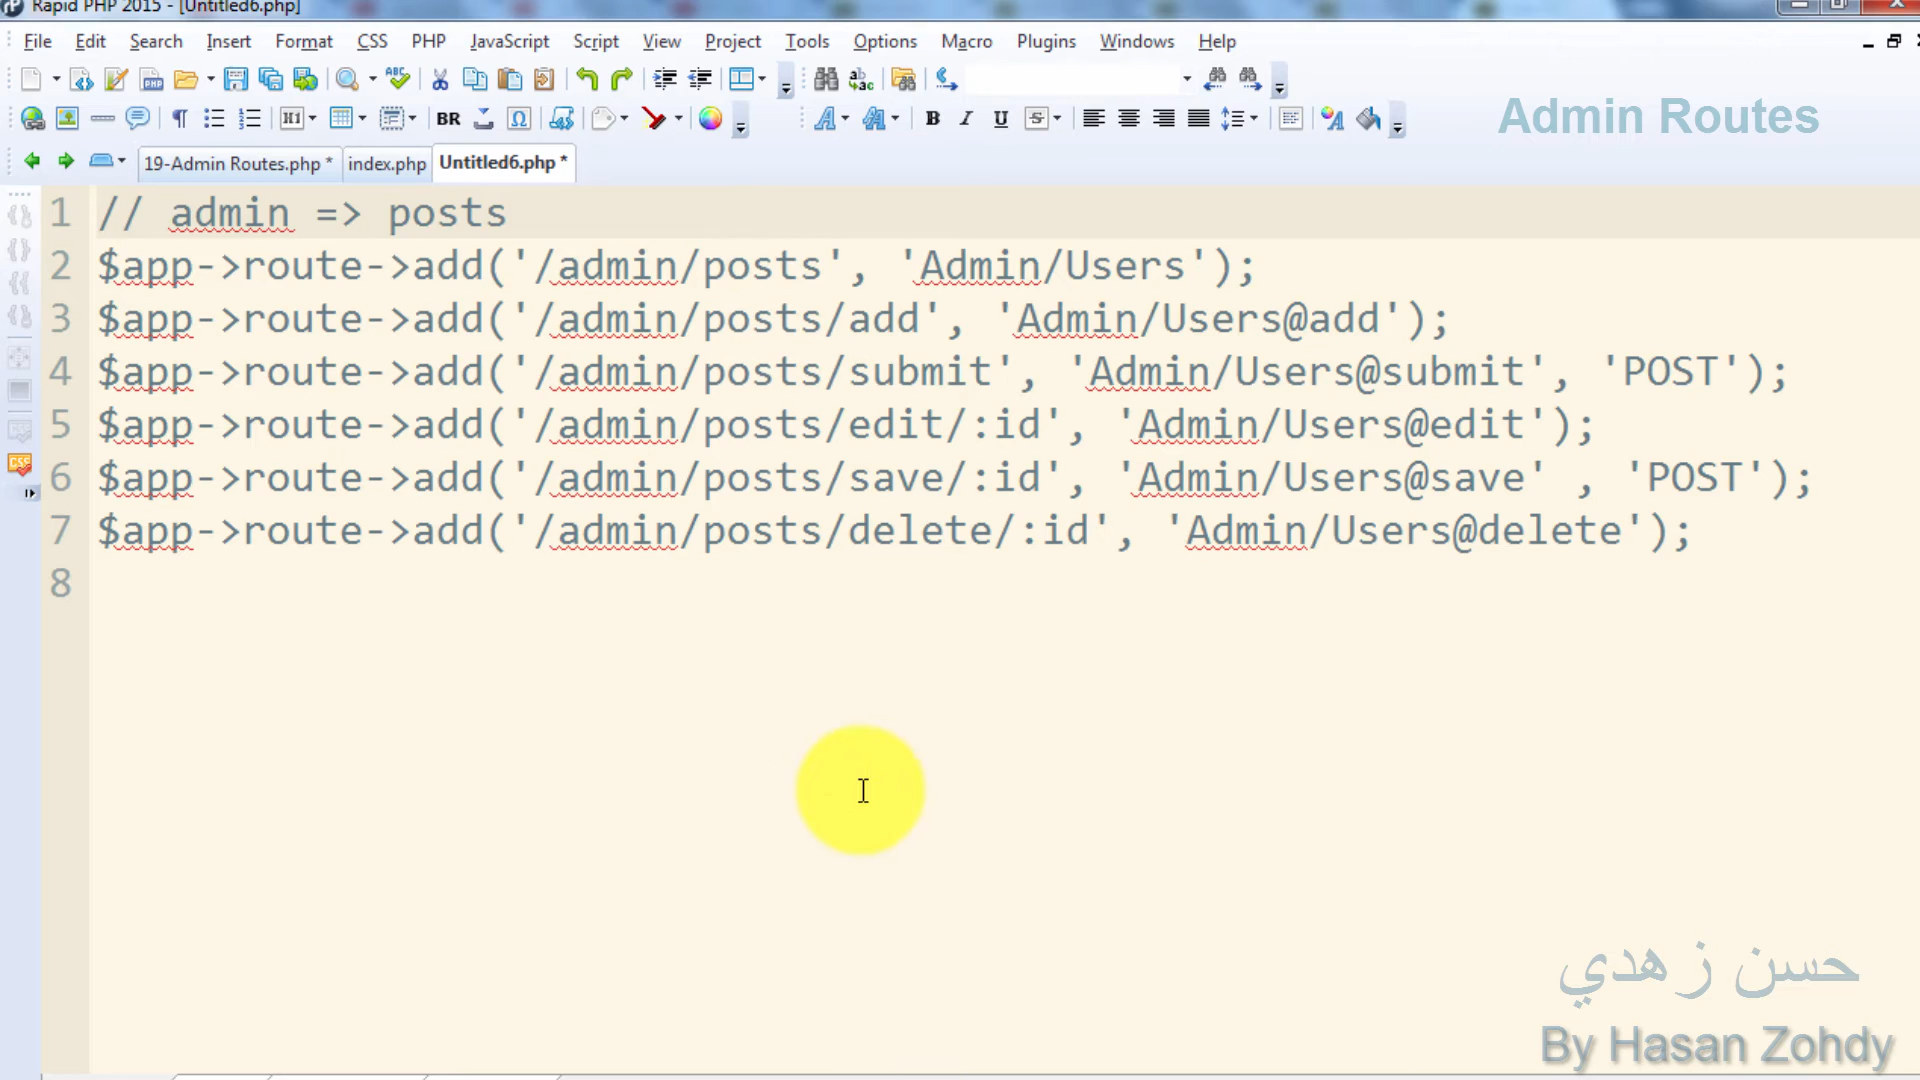 Rapid PHP 2015 - [Untitled6.php]
File Edit Search Insert Format CSS PHP JavaScript Script View Project Tools Options Macro Plugins Windows Help
Admin Routes
19-Admin Routes.php * index.php Untitled6.php *
1 // admin => posts
2 $app->route->add('/admin/posts', 'Admin/Users');
3 $app->route->add('/admin/posts/add', 'Admin/Users@add');
4 $app->route->add('/admin/posts/submit', 'Admin/Users@submit', 'POST');
5 $app->route->add('/admin/posts/edit/:id', 'Admin/Users@edit');
6 $app->route->add('/admin/posts/save/:id', 'Admin/Users@save' , 'POST');
7 $app->route->add('/admin/posts/delete/:id', 'Admin/Users@delete');
8
حسن زهدي
By Hasan Zohdy